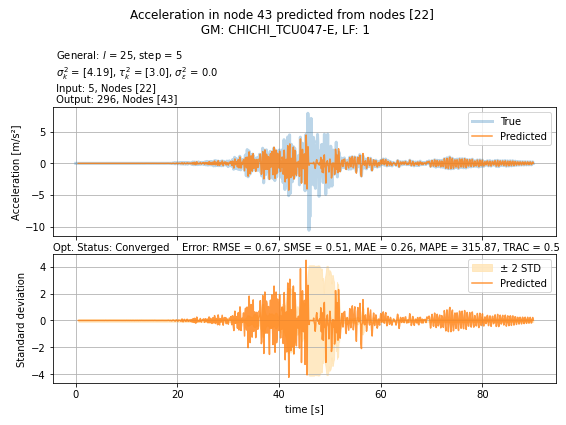 Acceleration in node 43 predicted from nodes [22]
GM: CHICHI_TCU047-E, LF: 1
General: l = 25, step = 5
σ²ₖ = [4.19], τ²ₖ = [3.0], σ²ε = 0.0
Input: 5, Nodes [22]
Output: 296, Nodes [43]
Acceleration [m/s²]
5
0
−5
−10
True
Predicted
Opt. Status: Converged Error: RMSE = 0.67, SMSE = 0.51, MAE = 0.26, MAPE = 315.87, TRAC = 0.5
Standard deviation
4
2
0
−2
−4
± 2 STD
Predicted
0 20 40 60 80
time [s]